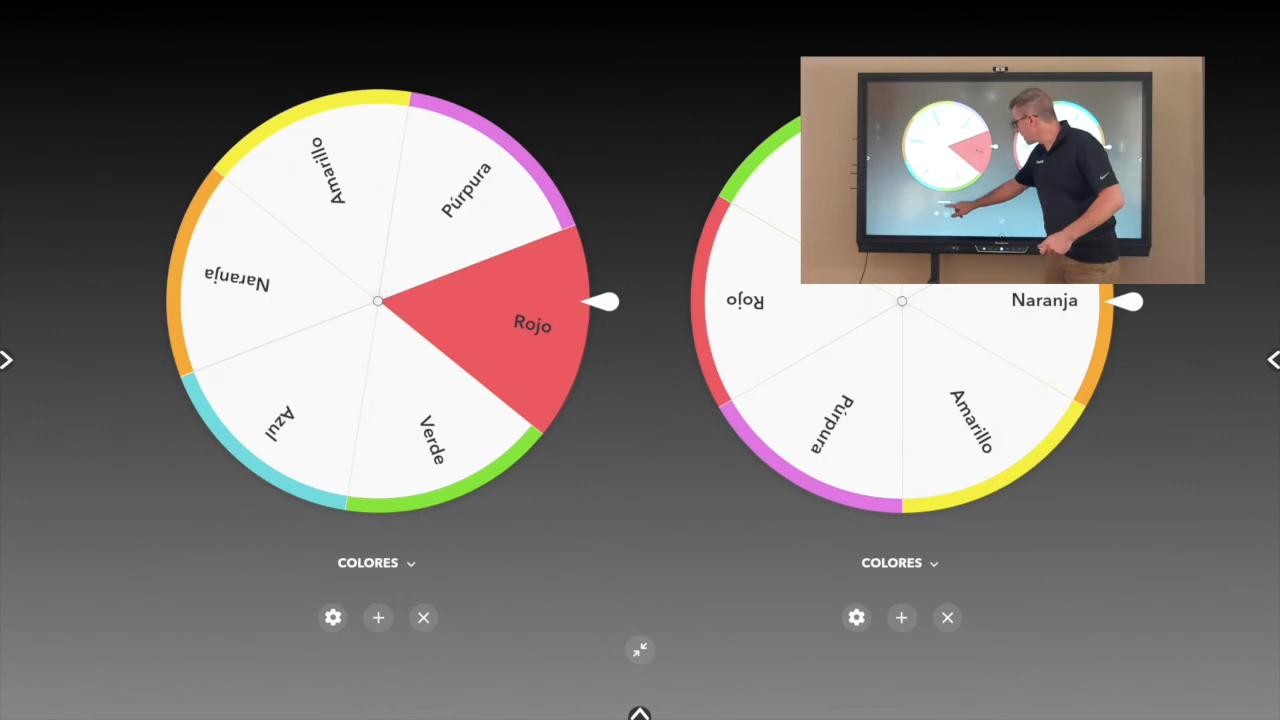 Amarillo
Púrpura
Naranja
Rojo
Azul
Verde
Rojo
Naranja
Púrpura
Amarillo
COLORES
COLORES